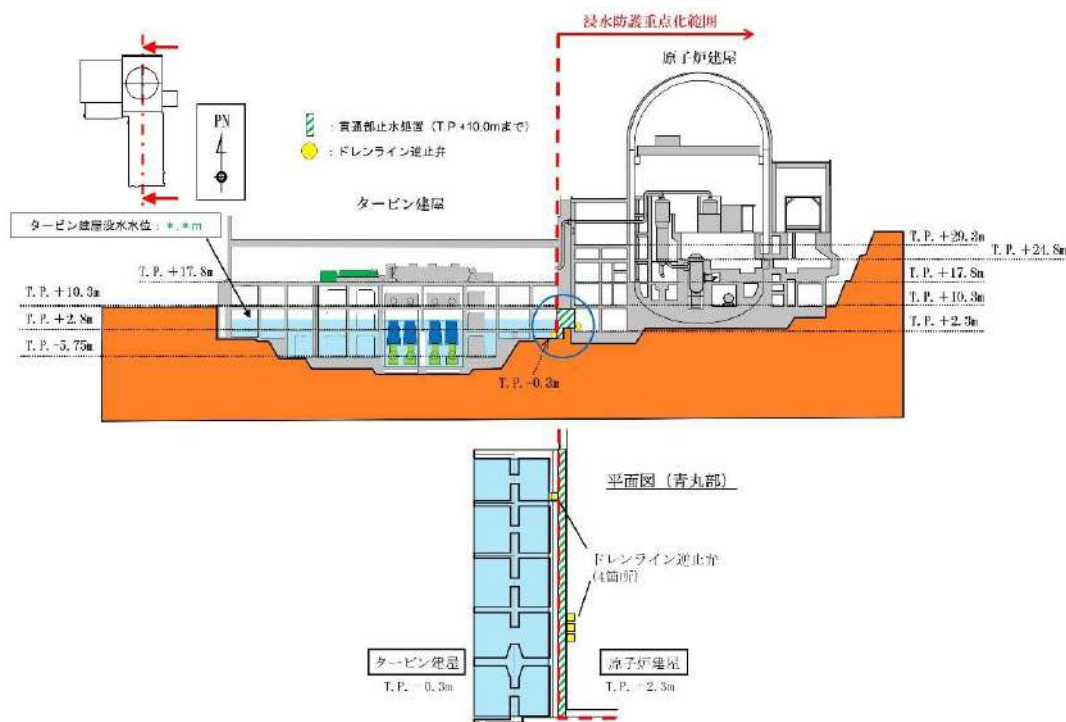 浸水防護重点化範囲
原子炉建屋
PN
：貫通部止水処置（T.P.+10.0mまで）
：ドレンライン逆止弁
タービン建屋
タービン建屋没水水位：*.*m
T.P.+29.3m
T.P.+24.8m
T.P.+17.8m
T.P.+17.8m
T.P.+10.3m
T.P.+10.3m
T.P.+2.8m
T.P.+2.3m
T.P.-5.75m
T.P.-0.3m
平面図（青丸部）
ドレンライン逆止弁
(4箇所)
タービン建屋
原子炉建屋
T.P.-0.3m
T.P.+2.3m